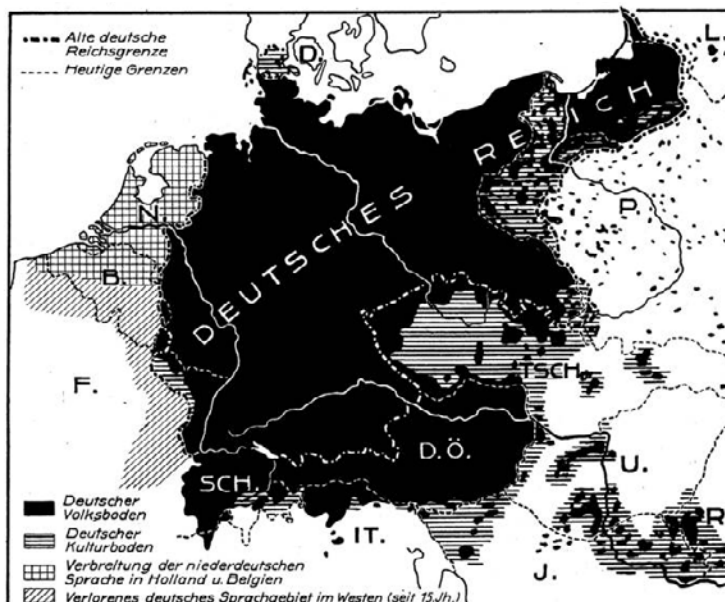 Alte deutsche
Reichsgrenze
Heutige Grenzen
D.
L.
DEUTSCHES REICH
N.
P.
B.
F.
TSCH.
D.Ö.
SCH.
U.
R.
IT.
J.
Deutscher
Volksboden
Deutscher
Kulturboden
Verbreitung der niederdeutschen
Sprache in Holland u. Belgien
Verlorenes deutsches Sprachgebiet im Westen (seit 15.Jh.)